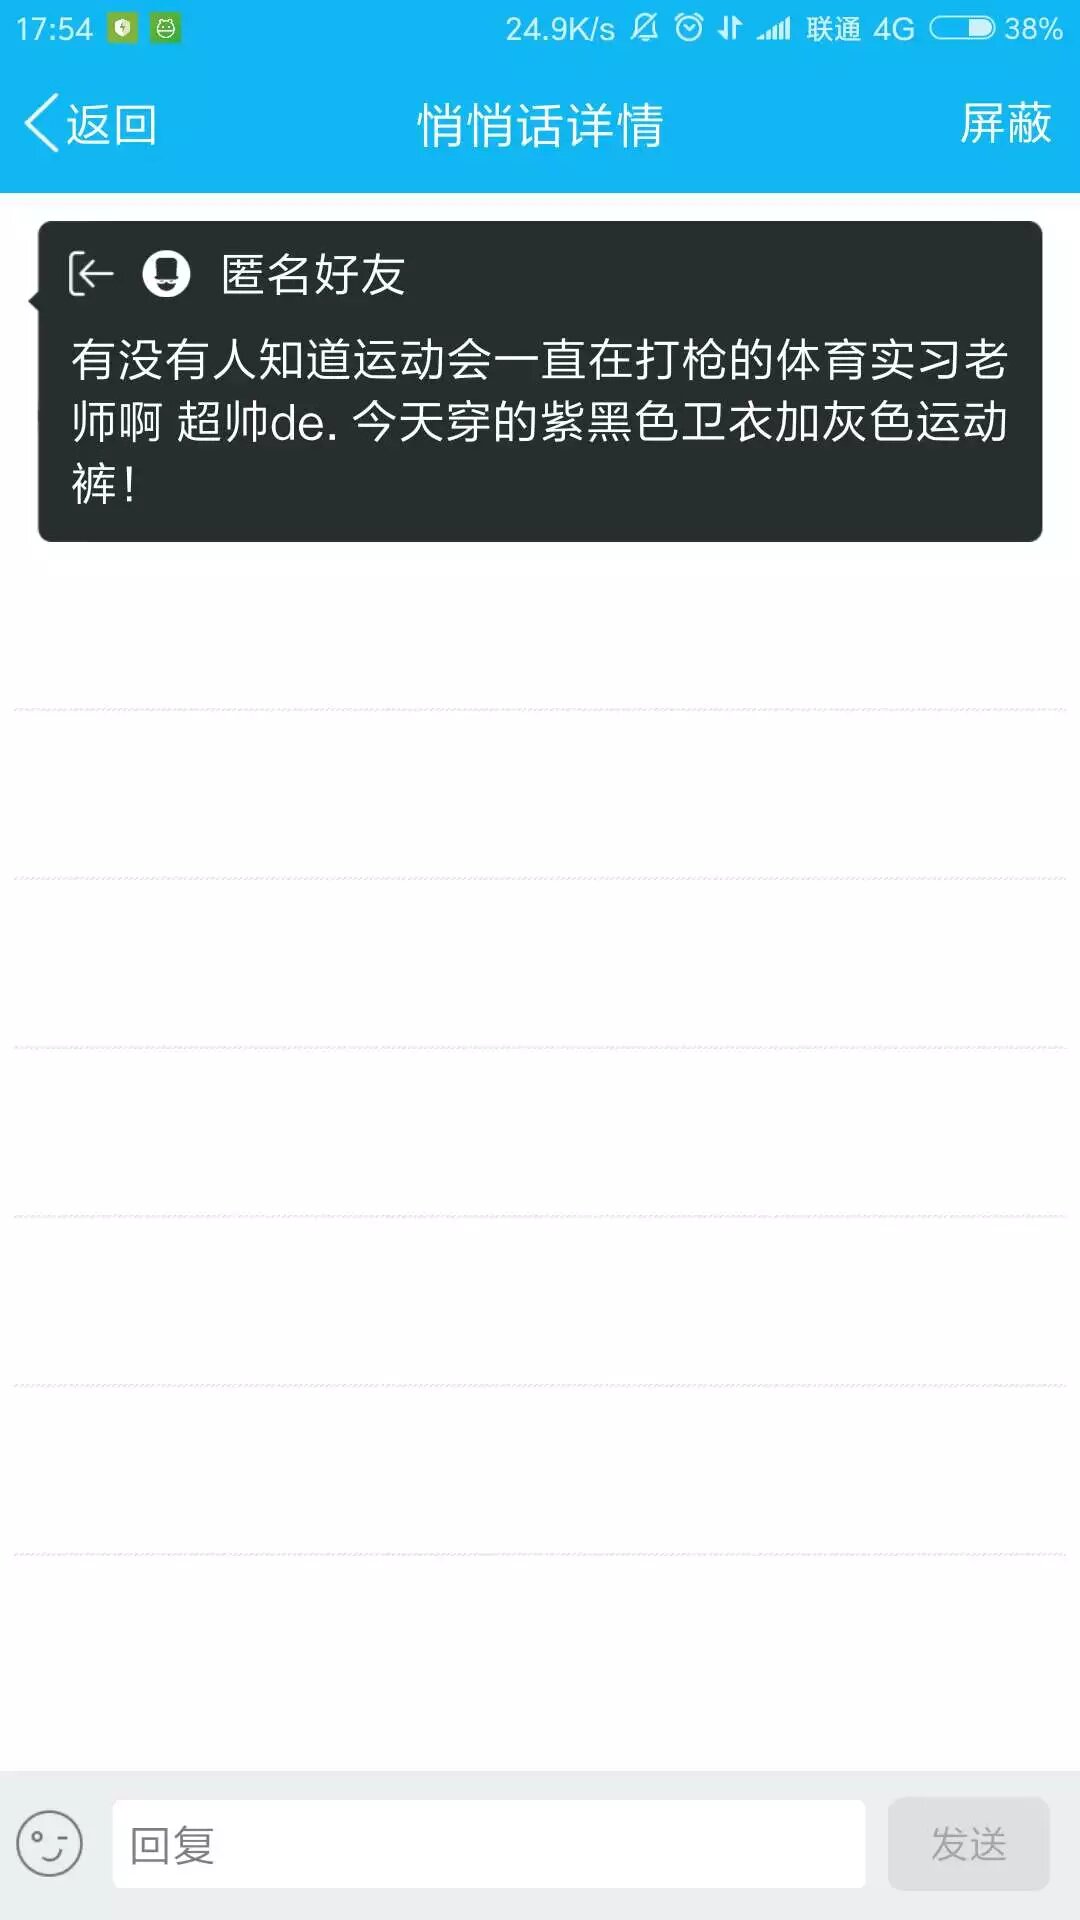 17:54 24.9K/s 联通 4G 38%
返回 悄悄话详情 屏蔽
匿名好友
有没有人知道运动会一直在打枪的体育实习老
师啊 超帅de. 今天穿的紫黑色卫衣加灰色运动
裤!
回复 发送